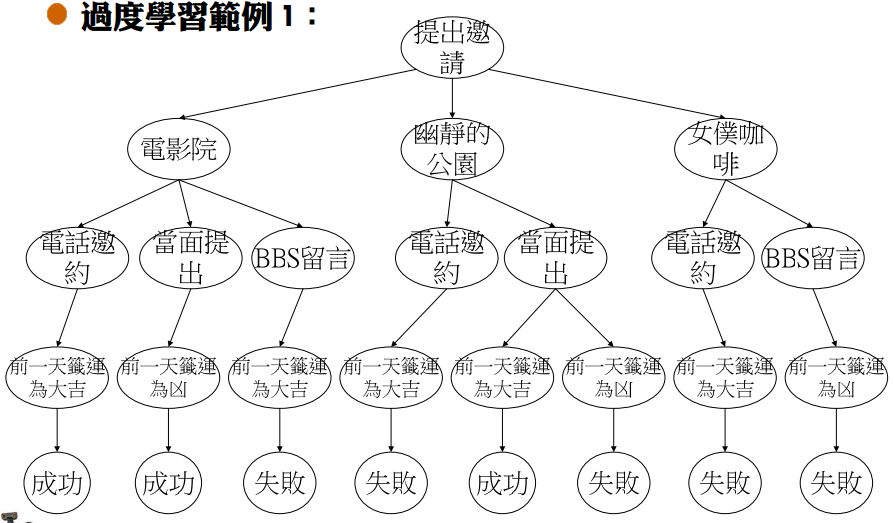 過度學習範例 1：
提出邀
請
電影院
幽靜的
公園
女僕咖
啡
電話邀
約
當面提
出
BBS留言
電話邀
約
當面提
出
電話邀
約
BBS留言
前一天籤運
為大吉
前一天籤運
為凶
前一天籤運
為大吉
前一天籤運
為大吉
前一天籤運
為大吉
前一天籤運
為凶
前一天籤運
為大吉
前一天籤運
為凶
成功
成功
失敗
失敗
成功
失敗
失敗
失敗